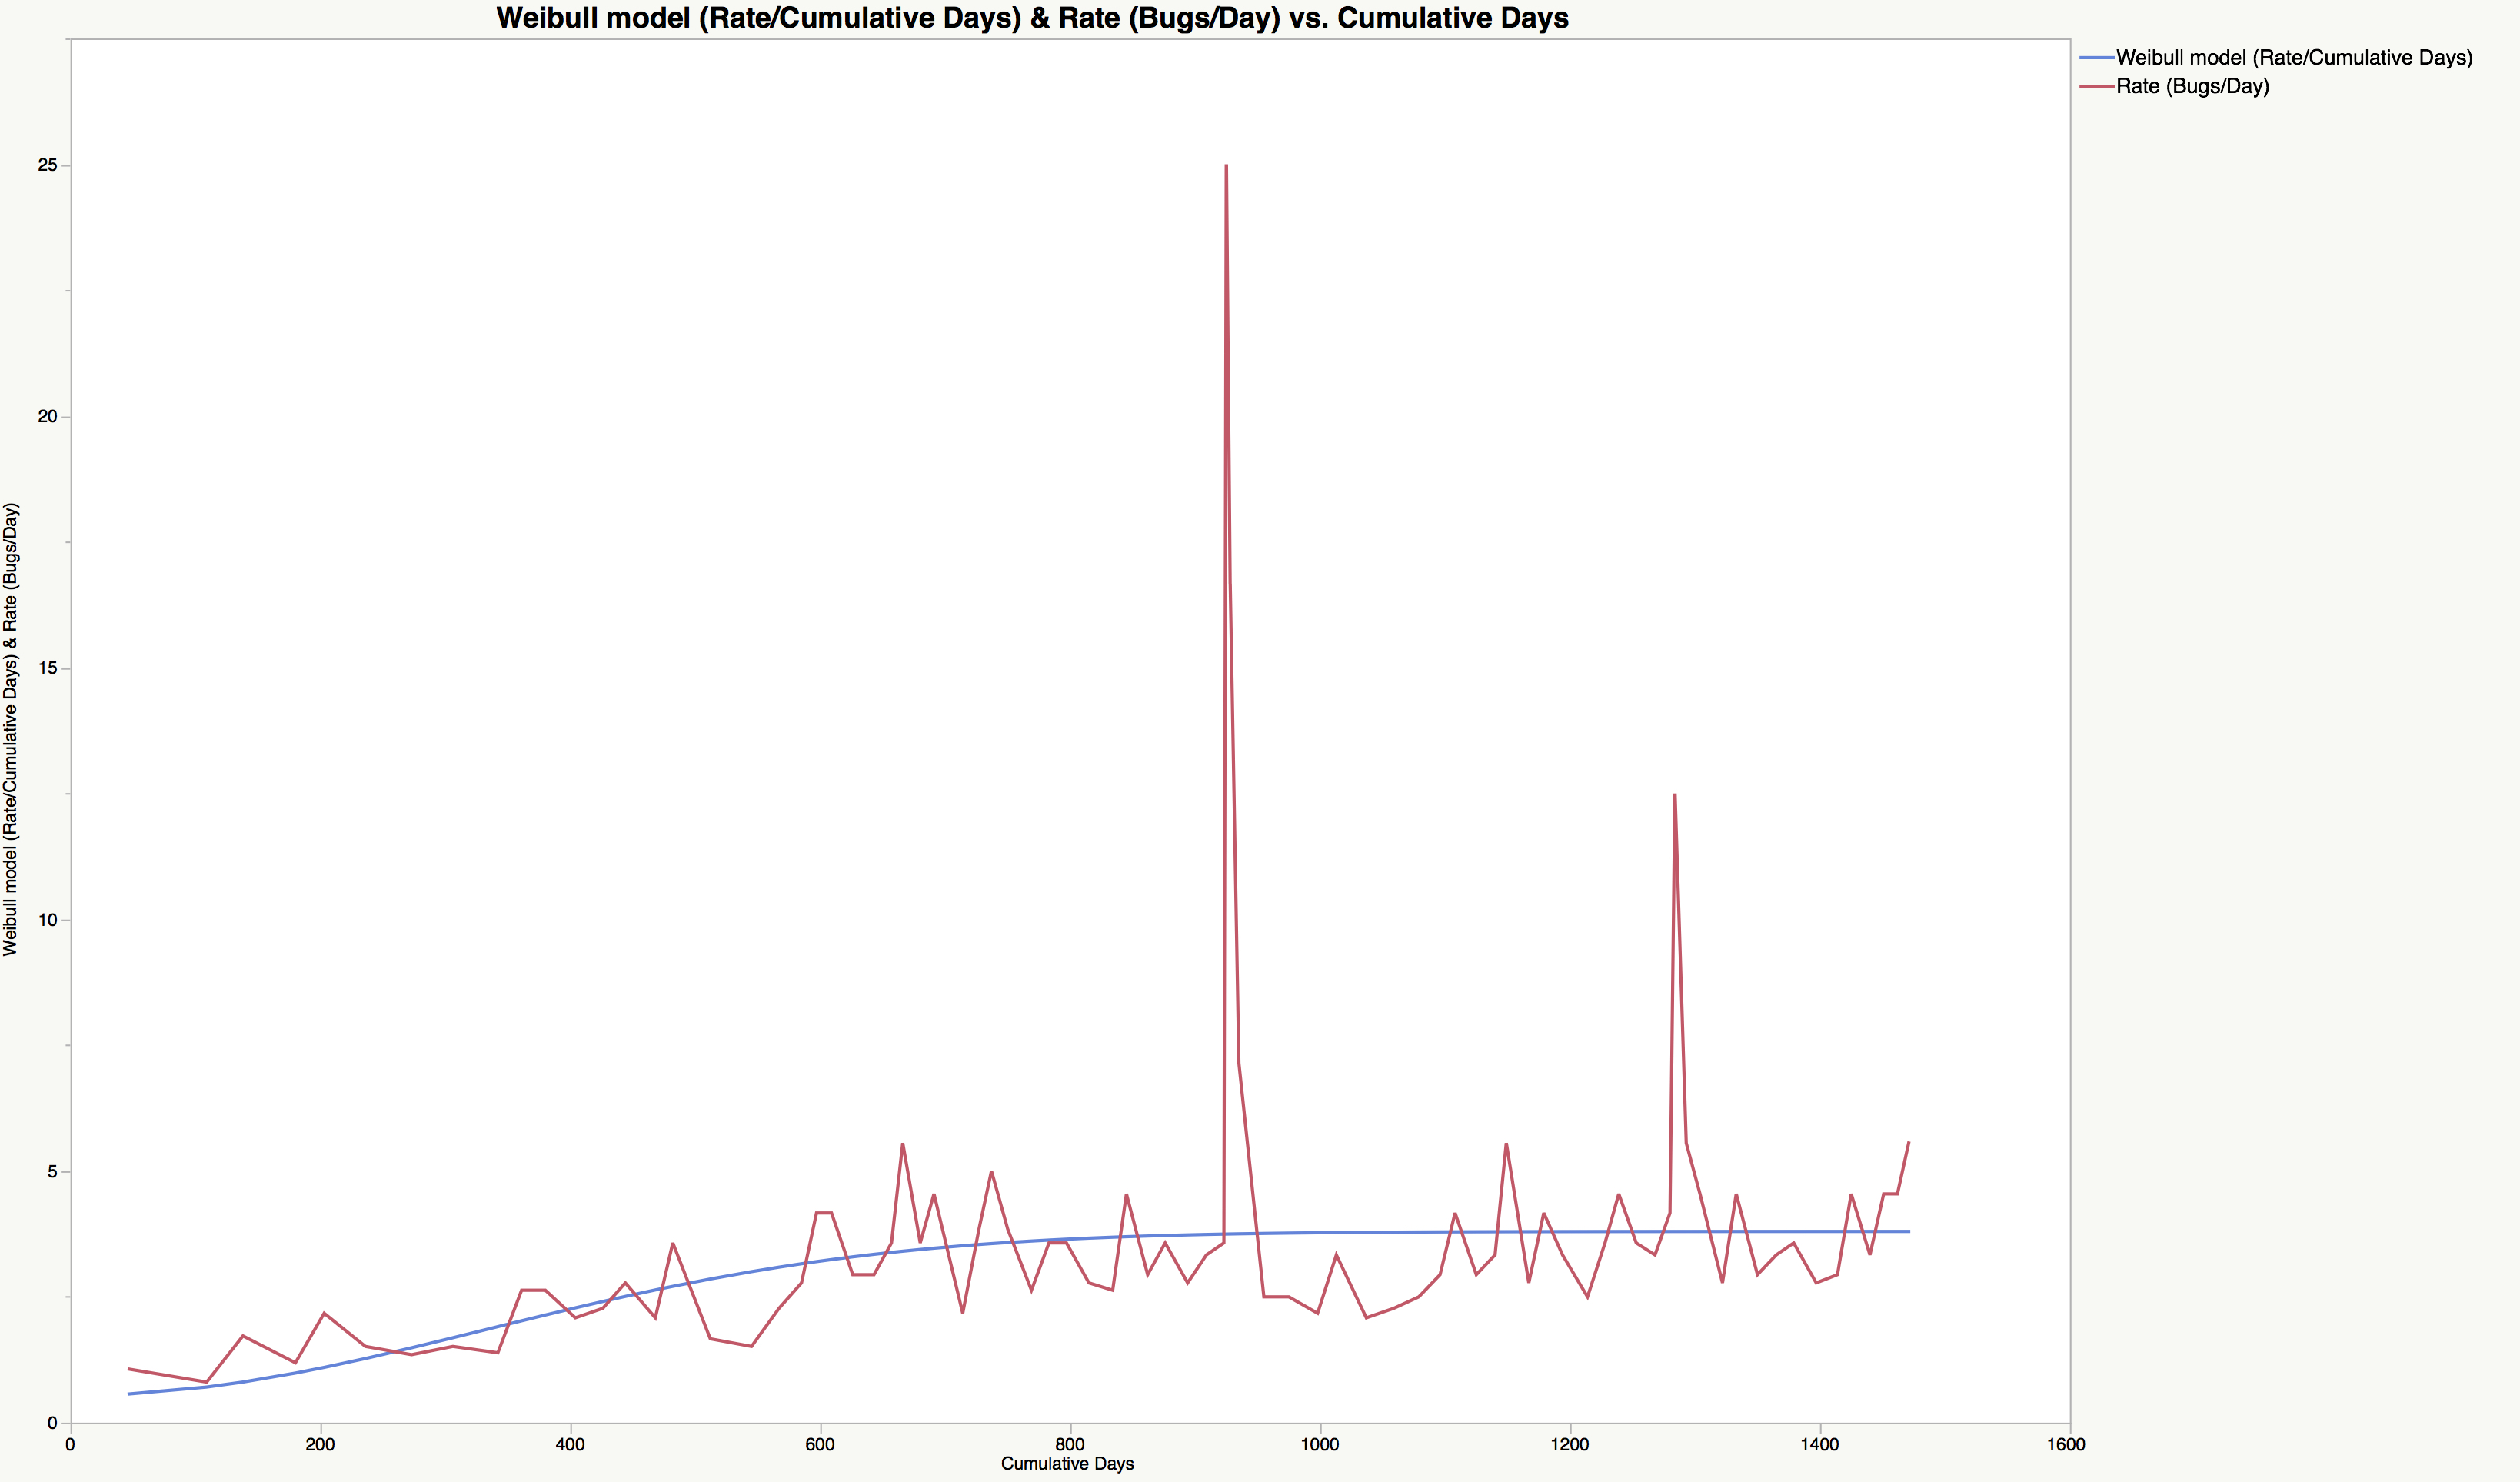 Weibull model (Rate/Cumulative Days) & Rate (Bugs/Day) vs. Cumulative Days
Weibull model (Rate/Cumulative Days)
Rate (Bugs/Day)
Weibull model (Rate/Cumulative Days) & Rate (Bugs/Day)
25
20
15
10
5
0
0 200 400 600 800 1000 1200 1400 1600
Cumulative Days